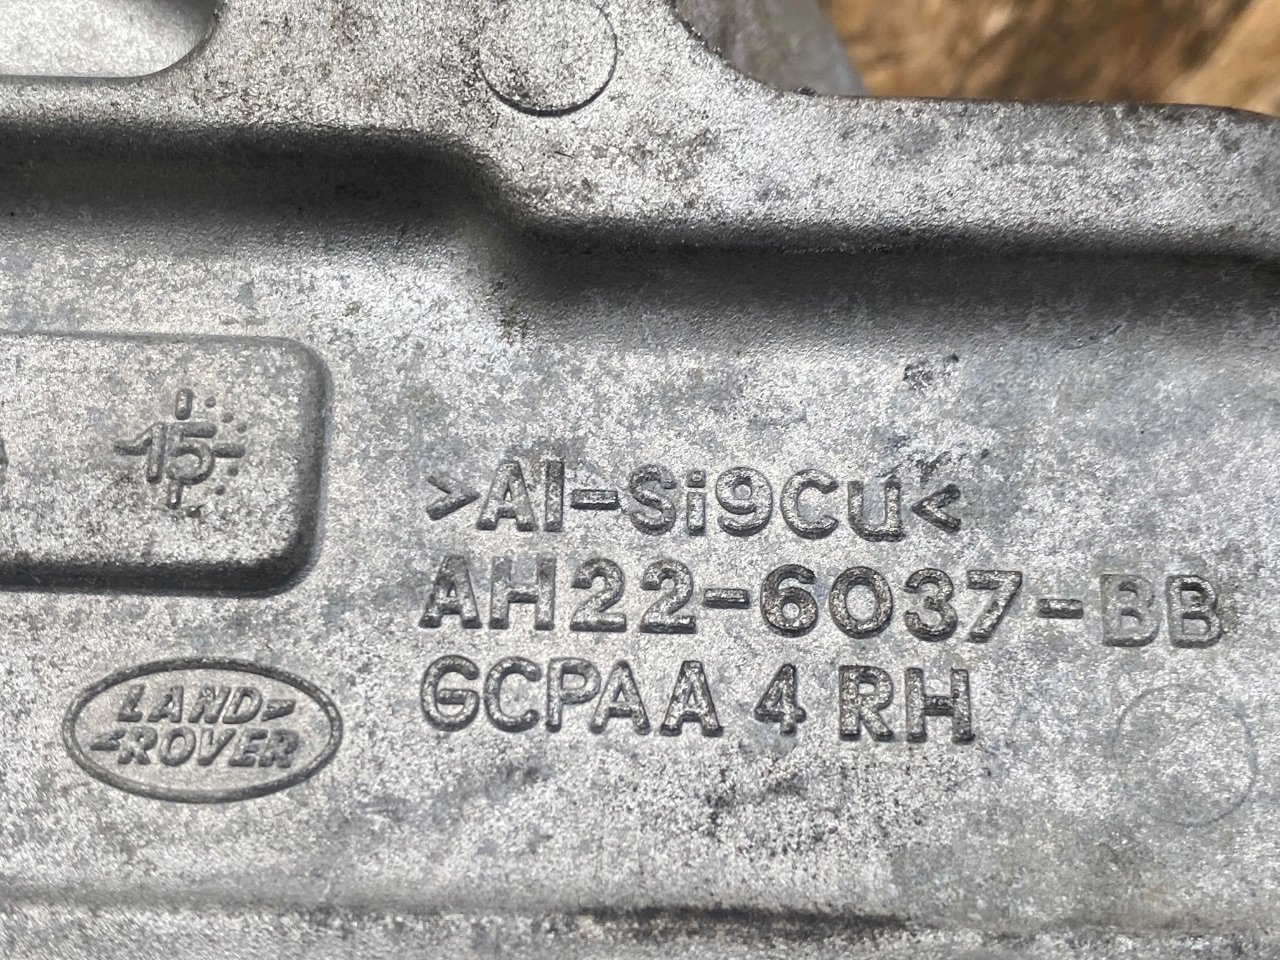 15
>Al-Si9Cu<
AH22-6037-BB
GCPAA 4 RH
LAND
ROVER